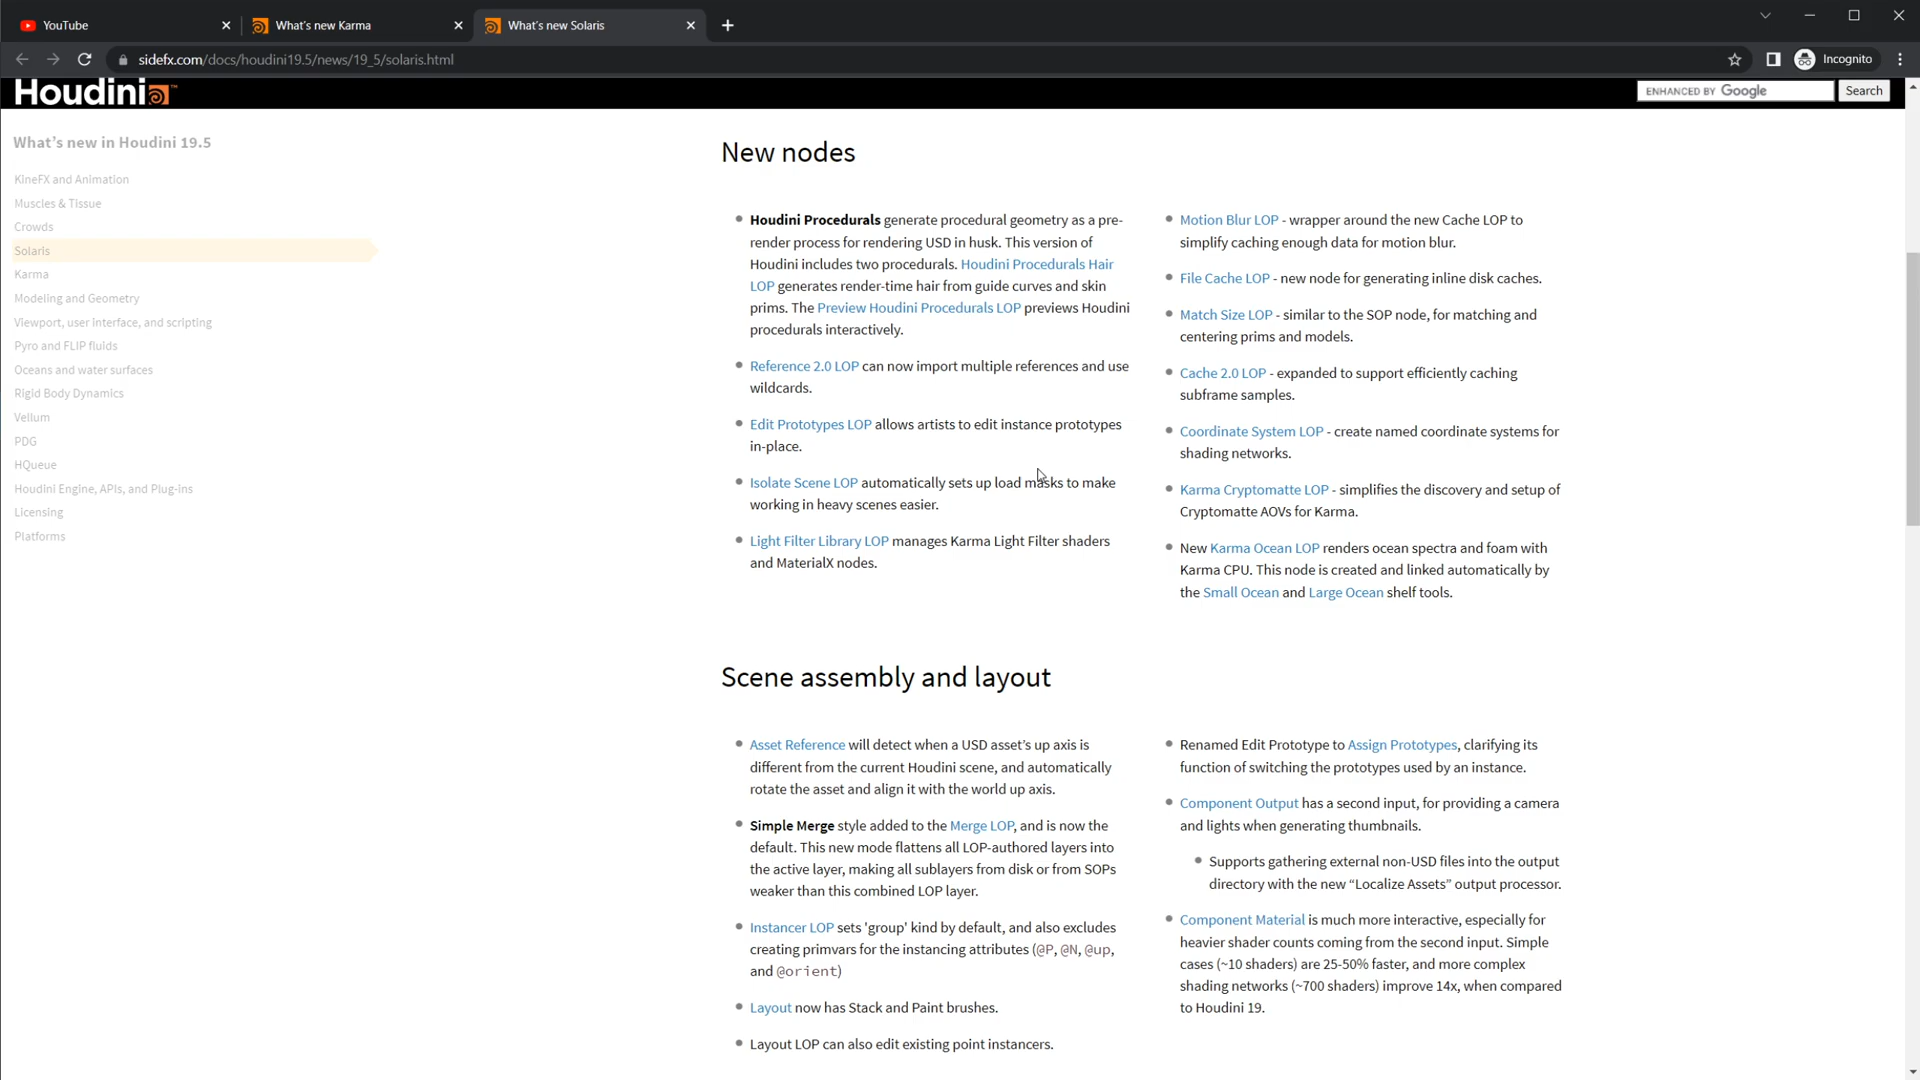 YouTube
What's new Karma
What's new Solaris
sidefx.com/docs/houdini19.5/news/19_5/solaris.html
Incognito
Houdini
ENHANCED BY Google
Search
What's new in Houdini 19.5
KineFX and Animation
Muscles & Tissue
Crowds
Solaris
Karma
Modeling and Geometry
Viewport, user interface, and scripting
Pyro and FLIP fluids
Oceans and water surfaces
Rigid Body Dynamics
Vellum
PDG
HQueue
Houdini Engine, APIs, and Plug-Ins
Licensing
Platforms
New nodes
Houdini Procedurals generate procedural geometry as a pre-
render process for rendering USD in husk. This version of
Houdini includes two procedurals. Houdini Procedurals Hair
LOP generates render-time hair from guide curves and skin
prims. The Preview Houdini Procedurals LOP previews Houdini
procedurals interactively.
Reference 2.0 LOP can now import multiple references and use
wildcards.
Edit Prototypes LOP allows artists to edit instance prototypes
in-place.
Isolate Scene LOP automatically sets up load masks to make
working in heavy scenes easier.
Light Filter Library LOP manages Karma Light Filter shaders
and MaterialX nodes.
Motion Blur LOP - wrapper around the new Cache LOP to
simplify caching enough data for motion blur.
File Cache LOP - new node for generating inline disk caches.
Match Size LOP - similar to the SOP node, for matching and
centering prims and models.
Cache 2.0 LOP - expanded to support efficiently caching
subframe samples.
Coordinate System LOP - create named coordinate systems for
shading networks.
Karma Cryptomatte LOP - simplifies the discovery and setup of
Cryptomatte AOVs for Karma.
New Karma Ocean LOP renders ocean spectra and foam with
Karma CPU. This node is created and linked automatically by
the Small Ocean and Large Ocean shelf tools.
Scene assembly and layout
Asset Reference will detect when a USD asset's up axis is
different from the current Houdini scene, and automatically
rotate the asset and align it with the world up axis.
Simple Merge style added to the Merge LOP, and is now the
default. This new mode flattens all LOP-authored layers into
the active layer, making all sublayers from disk or from SOPs
weaker than this combined LOP layer.
Instancer LOP sets 'group' kind by default, and also excludes
creating primvars for the instancing attributes (@P, @N, @up,
and @orient)
Layout now has Stack and Paint brushes.
Layout LOP can also edit existing point instancers.
Renamed Edit Prototype to Assign Prototypes, clarifying its
function of switching the prototypes used by an instance.
Component Output has a second input, for providing a camera
and lights when generating thumbnails.
Supports gathering external non-USD files into the output
directory with the new “Localize Assets” output processor.
Component Material is much more interactive, especially for
heavier shader counts coming from the second input. Simple
cases (~10 shaders) are 25-50% faster, and more complex
shading networks (~700 shaders) improve 14x, when compared
to Houdini 19.